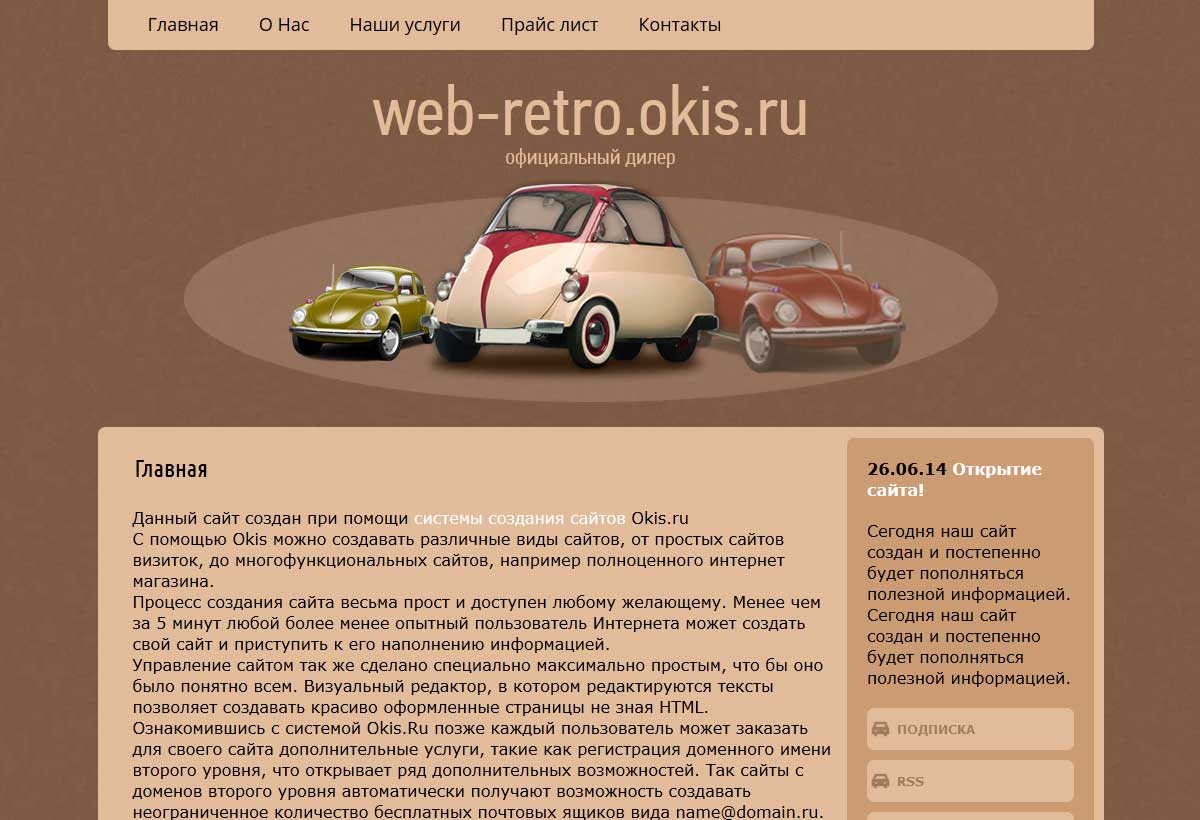 Главная О Нас Наши услуги Прайс лист Контакты
web-retro.okis.ru
официальный дилер
Главная
Данный сайт создан при помощи системы создания сайтов Okis.ru
С помощью Okis можно создавать различные виды сайтов, от простых сайтов
визиток, до многофункциональных сайтов, например полноценного интернет
магазина.
Процесс создания сайта весьма прост и доступен любому желающему. Менее чем
за 5 минут любой более менее опытный пользователь Интернета может создать
свой сайт и приступить к его наполнению информацией.
Управление сайтом так же сделано специально максимально простым, что бы оно
было понятно всем. Визуальный редактор, в котором редактируются тексты
позволяет создавать красиво оформленные страницы не зная HTML.
Ознакомившись с системой Okis.Ru позже каждый пользователь может заказать
для своего сайта дополнительные услуги, такие как регистрация доменного имени
второго уровня, что открывает ряд дополнительных возможностей. Так сайты с
доменов второго уровня автоматически получают возможность создавать
неограниченное количество бесплатных почтовых ящиков вида name@domain.ru.
26.06.14 Открытие
сайта!
Сегодня наш сайт
создан и постепенно
будет пополняться
полезной информацией.
Сегодня наш сайт
создан и постепенно
будет пополняться
полезной информацией.
ПОДПИСКА
RSS